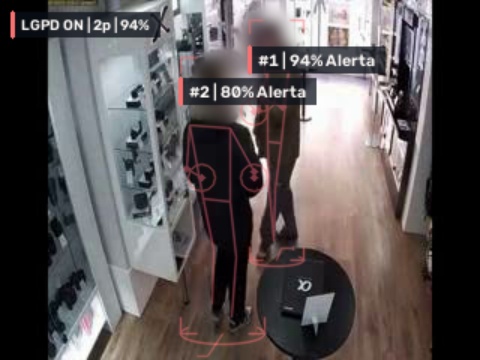 LGPD ON | 2p | 94%
#1 | 94% Alerta
#2 | 80% Alerta
α